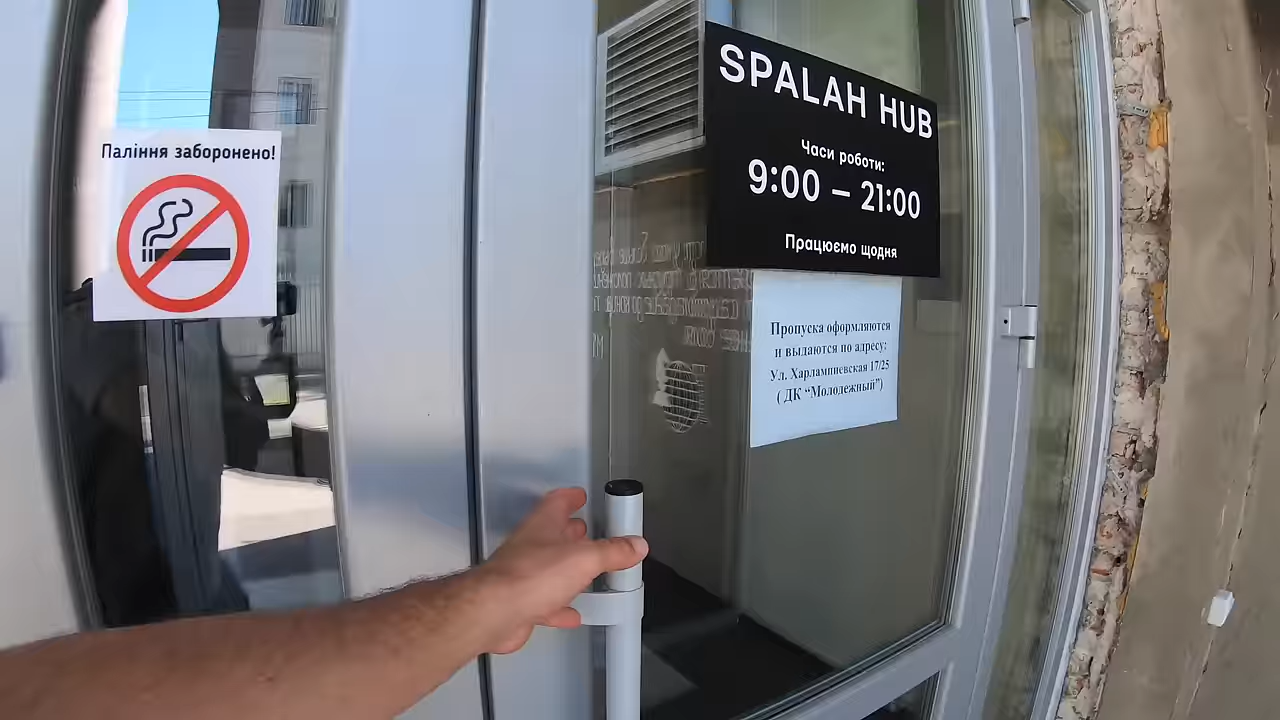 Паління заборонено!
SPALAH HUB
Часи роботи:
9:00 – 21:00
Працюємо щодня
Пропуска оформляются
и выдаются по адресу:
Ул. Харлампиевская 17/25
( ДК “Молодежный”)